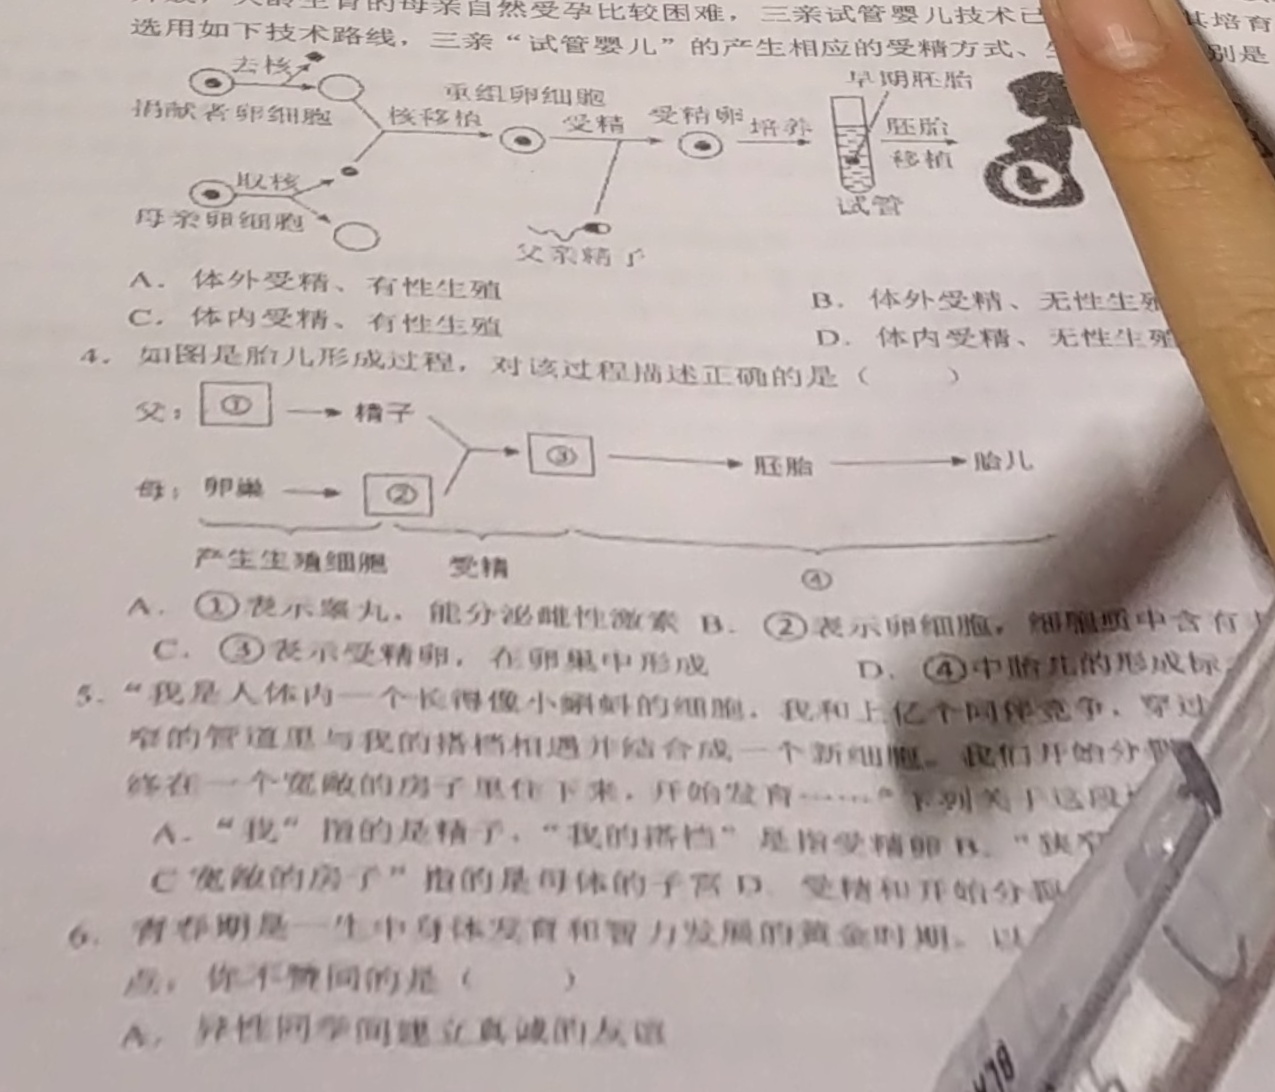 的母亲自然受孕比较困难，三亲试管婴儿技术已 其培育
选用如下技术路线，三亲“试管婴儿”的产生相应的受精方式、 别是
去核 早期胚胎
重组卵细胞
捐献者卵细胞 核移植 受精 受精卵 培养 胚胎
移植
取核
试管
母亲卵细胞
父亲精子
A. 体外受精、有性生殖 B. 体外受精、无性生殖
C. 体内受精、有性生殖 D. 体内受精、无性生殖
4. 如图是胎儿形成过程，对该过程描述正确的是（ ）
父： ① 精子
③ 胚胎 胎儿
母： 卵巢 ②
产生生殖细胞 受精 ④
A. ①表示睾丸，能分泌雌性激素 B. ②表示卵细胞，细胞质中含有
C. ③表示受精卵，在卵巢中形成 D. ④中胎儿的形成标
5. “我是人体内一个长得像小蝌蚪的细胞，我和上亿个同伴竞争，穿过
窄的管道里与我的搭档相遇并结合成一个新细胞。我们开始分裂
终在一个宽敞的房子里住下来，开始发育……”下列关于这段
A. “我”指的是精子，“我的搭档”是指受精卵 B. “狭窄
C “宽敞的房子”指的是母体的子宫 D. 受精和开始分裂
6. 青春期是一生中身体发育和智力发展的黄金时期。以
点，你不赞同的是（ ）
A. 异性同学间建立真诚的友谊